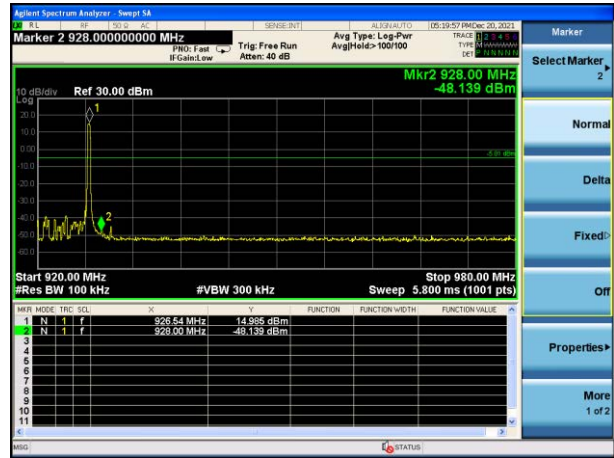 Agilent Spectrum Analyzer - Swept SA
RL RF 50 Ω AC SENSE:INT ALIGNAUTO 05:19:57 PM Dec 20, 2021
Marker 2 928.000000000 MHz
PNO: Fast
IFGain:Low
Trig: Free Run
Atten: 40 dB
Avg Type: Log-Pwr
Avg|Hold:>100/100
TRACE 1 2 3 4 5 6
TYPE M
DET P N N N N N
Mkr2 928.00 MHz
-48.139 dBm
10 dB/div Ref 30.00 dBm
Log
20.0
10.0
0.00
-10.0
-20.0
-30.0
-40.0
-50.0
-60.0
1
2
Start 920.00 MHz Stop 980.00 MHz
#Res BW 100 kHz #VBW 300 kHz Sweep 5.800 ms (1001 pts)
MKR MODE TRC SCL X Y FUNCTION FUNCTION WIDTH FUNCTION VALUE
1 N 1 f 926.54 MHz 14.985 dBm
2 N 1 f 928.00 MHz -48.139 dBm
3
4
5
6
7
8
9
10
11
MSG STATUS
Marker
Select Marker
2
Normal
Delta
Fixed
Off
Properties
More
1 of 2